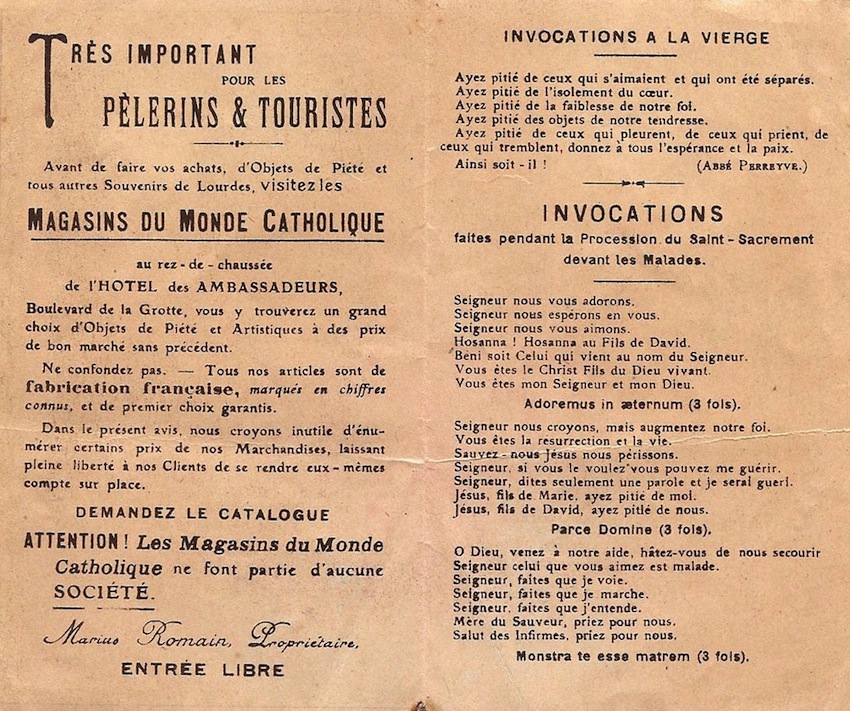 TRÈS IMPORTANT
POUR LES
PÈLERINS & TOURISTES
Avant de faire vos achats, d'Objets de Piété et
tous autres Souvenirs de Lourdes, visitez les
MAGASINS DU MONDE CATHOLIQUE
au rez-de-chaussée
de l'HOTEL des AMBASSADEURS,
Boulevard de la Grotte, vous y trouverez un grand
choix d'Objets de Piété et Artistiques à des prix
de bon marché sans précédent.
Ne confondez pas. — Tous nos articles sont de
fabrication française, marqués en chiffres
connus, et de premier choix garantis.
Dans le présent avis, nous croyons inutile d'énu-
mérer certains prix de nos Marchandises, laissant
pleine liberté à nos Clients de se rendre eux-mêmes
compte sur place.
DEMANDEZ LE CATALOGUE
ATTENTION ! Les Magasins du Monde
Catholique ne font partie d'aucune
SOCIÉTÉ.
Marius Romain, Propriétaire,
ENTRÉE LIBRE
INVOCATIONS A LA VIERGE
Ayez pitié de ceux qui s'aimaient et qui ont été séparés.
Ayez pitié de l'isolement du cœur.
Ayez pitié de la faiblesse de notre foi.
Ayez pitié des objets de notre tendresse.
Ayez pitié de ceux qui pleurent, de ceux qui prient, de
ceux qui tremblent, donnez à tous l'espérance et la paix.
Ainsi soit-il ! (ABBÉ PERREYVE.)
INVOCATIONS
faites pendant la Procession du Saint-Sacrement
devant les Malades.
Seigneur nous vous adorons.
Seigneur nous espérons en vous.
Seigneur nous vous aimons.
Hosanna ! Hosanna au Fils de David.
Béni soit Celui qui vient au nom du Seigneur.
Vous êtes le Christ Fils du Dieu vivant.
Vous êtes mon Seigneur et mon Dieu.
Adoremus in æternum (3 fois).
Seigneur nous croyons, mais augmentez notre foi.
Vous êtes la résurrection et la vie.
Sauvez-nous Jésus nous périssons.
Seigneur, si vous le voulez vous pouvez me guérir.
Seigneur, dites seulement une parole et je serai gueri.
Jésus, fils de Marie, ayez pitié de moi.
Jésus, fils de David, ayez pitié de nous.
Parce Domine (3 fois).
O Dieu, venez à notre aide, hâtez-vous de nous secourir
Seigneur celui que vous aimez est malade.
Seigneur, faites que je voie.
Seigneur, faites que je marche.
Seigneur, faites que j'entende.
Mère du Sauveur, priez pour nous.
Salut des Infirmes, priez pour nous.
Monstra te esse matrem (3 fois).